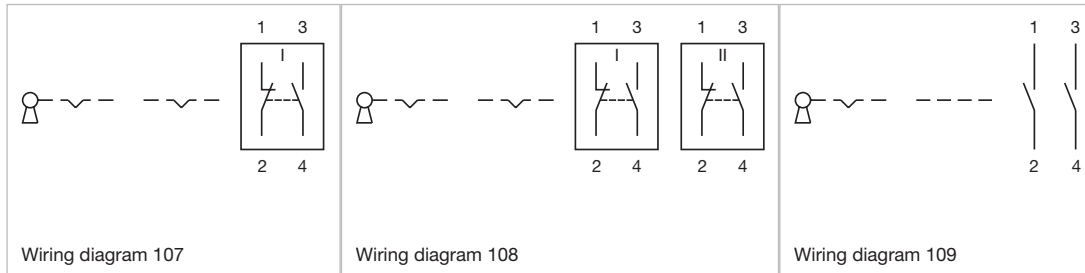 1 3
I
2 4
Wiring diagram 107
1 3 1 3
I II
2 4 2 4
Wiring diagram 108
1 3
2 4
Wiring diagram 109